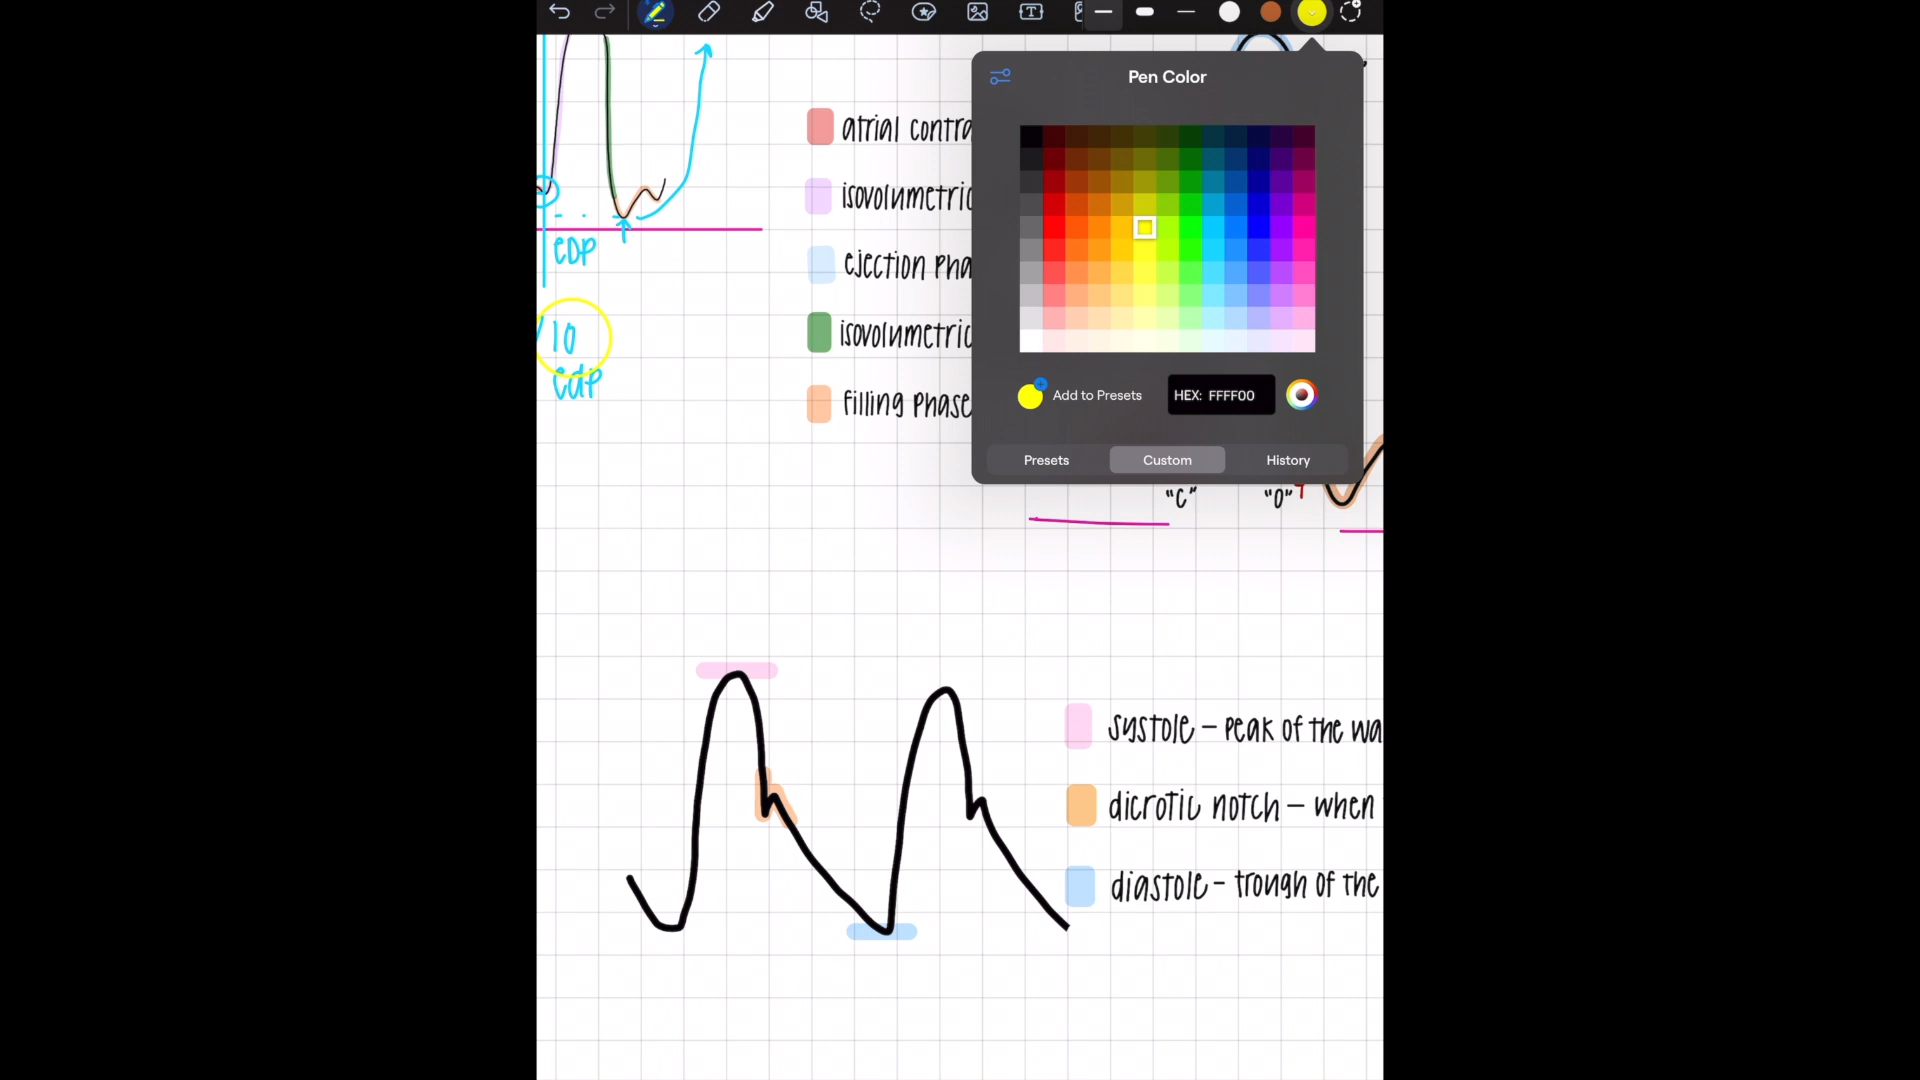 Pen Color
atrial contra
isovolumetric
EDP
ejection pha
10
isovolumetric
edp
Add to Presets
HEX: FFFF00
filling phase
Presets
Custom
History
"C"
"O"
systole - peak of the wa
dicrotic notch - when
diastole - trough of the